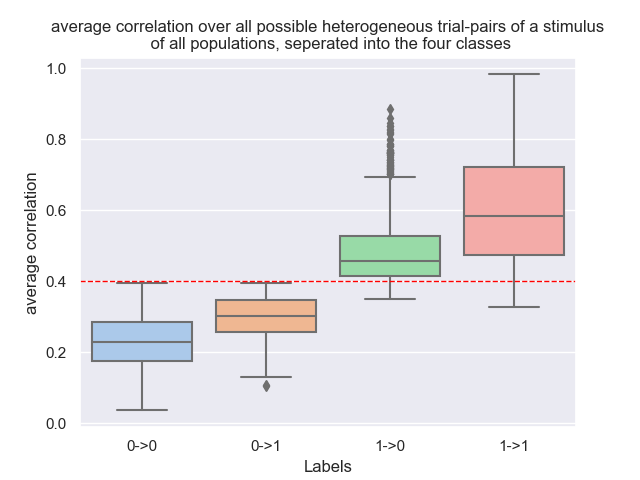 average correlation over all possible heterogeneous trial-pairs of a stimulus
of all populations, seperated into the four classes
1.0
0.8
0.6
0.4
0.2
0.0
average correlation
0->0
0->1
1->0
1->1
Labels